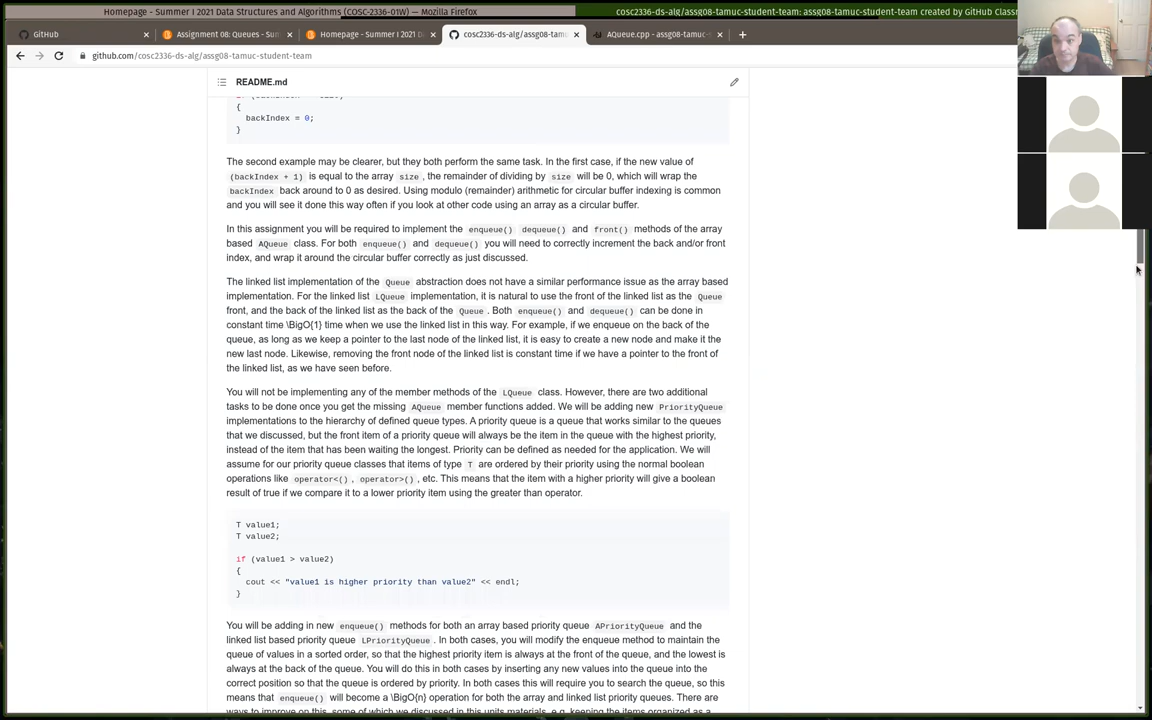 Homepage - Summer I 2021 Data Structures and Algorithms (COSC-2336-01W) — Mozilla Firefox
cosc2336-ds-alg/assg08-tamuc-student-team: assg08-tamuc-student-team created by GitHub Classr
GitHub
Assignment 08: Queues - Sum
Homepage - Summer I 2021 D
cosc2336-ds-alg/assg08-tamu
AQueue.cpp - assg08-tamuc-s
github.com/cosc2336-ds-alg/assg08-tamuc-student-team
README.md
{
backIndex = 0;
}
The second example may be clearer, but they both perform the same task. In the first case, if the new value of
(backIndex + 1) is equal to the array size , the remainder of dividing by size will be 0, which will wrap the
backIndex back around to 0 as desired. Using modulo (remainder) arithmetic for circular buffer indexing is common
and you will see it done this way often if you look at other code using an array as a circular buffer.
In this assignment you will be required to implement the enqueue() dequeue() and front() methods of the array
based AQueue class. For both enqueue() and dequeue() you will need to correctly increment the back and/or front
index, and wrap it around the circular buffer correctly as just discussed.
The linked list implementation of the Queue abstraction does not have a similar performance issue as the array based
implementation. For the linked list LQueue implementation, it is natural to use the front of the linked list as the Queue
front, and the back of the linked list as the back of the Queue . Both enqueue() and dequeue() can be done in
constant time \BigO{1} time when we use the linked list in this way. For example, if we enqueue on the back of the
queue, as long as we keep a pointer to the last node of the linked list, it is easy to create a new node and make it the
new last node. Likewise, removing the front node of the linked list is constant time if we have a pointer to the front of
the linked list, as we have seen before.
You will not be implementing any of the member methods of the LQueue class. However, there are two additional
tasks to be done once you get the missing AQueue member functions added. We will be adding new PriorityQueue
implementations to the hierarchy of defined queue types. A priority queue is a queue that works similar to the queues
that we discussed, but the front item of a priority queue will always be the item in the queue with the highest priority,
instead of the item that has been waiting the longest. Priority can be defined as needed for the application. We will
assume for our priority queue classes that items of type T are ordered by their priority using the normal boolean
operations like operator<() , operator>() , etc. This means that the item with a higher priority will give a boolean
result of true if we compare it to a lower priority item using the greater than operator.
T value1;
T value2;
if (value1 > value2)
{
cout << "value1 is higher priority than value2" << endl;
}
You will be adding in new enqueue() methods for both an array based priority queue APriorityQueue and the
linked list based priority queue LPriorityQueue . In both cases, you will modify the enqueue method to maintain the
queue of values in a sorted order, so that the highest priority item is always at the front of the queue, and the lowest is
always at the back of the queue. You will do this in both cases by inserting any new values into the queue into the
correct position so that the queue is ordered by priority. In both cases this will require you to search the queue, so this
means that enqueue() will become a \BigO{n} operation for both the array and linked list priority queues. There are
ways to improve on this, some of which we discussed in this units materials, e.g. keeping the items organized as a